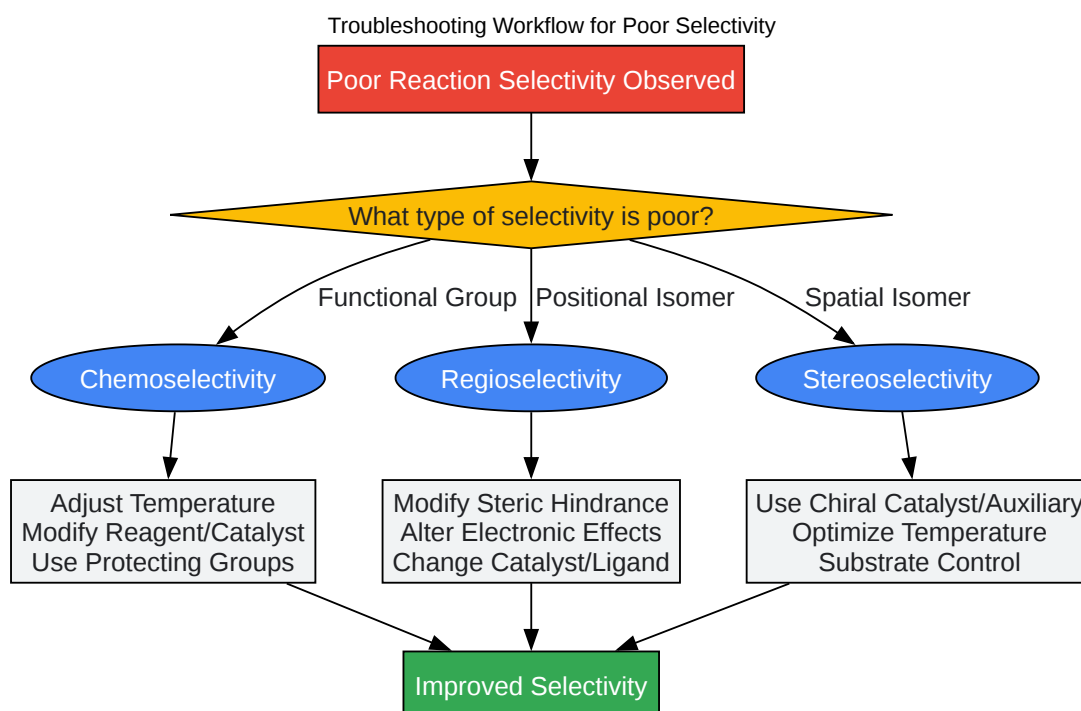 Troubleshooting Workflow for Poor Selectivity
Poor Reaction Selectivity Observed
What type of selectivity is poor?
Functional Group
Positional Isomer
Spatial Isomer
Chemoselectivity
Regioselectivity
Stereoselectivity
Adjust Temperature
Modify Reagent/Catalyst
Use Protecting Groups
Modify Steric Hindrance
Alter Electronic Effects
Change Catalyst/Ligand
Use Chiral Catalyst/Auxiliary
Optimize Temperature
Substrate Control
Improved Selectivity